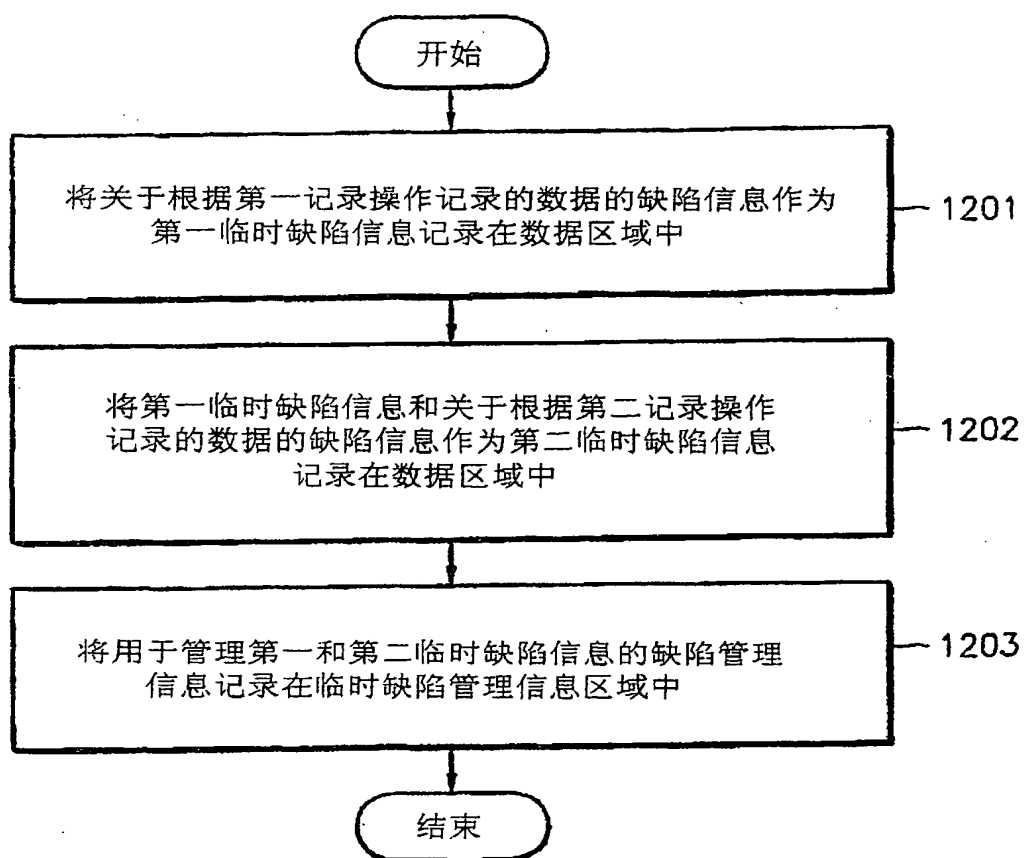 开始
将关于根据第一记录操作记录的数据的缺陷信息作为
第一临时缺陷信息记录在数据区域中
1201
将第一临时缺陷信息和关于根据第二记录操作
记录的数据的缺陷信息作为第二临时缺陷信息
记录在数据区域中
1202
将用于管理第一和第二临时缺陷信息的缺陷管理
信息记录在临时缺陷管理信息区域中
1203
结束